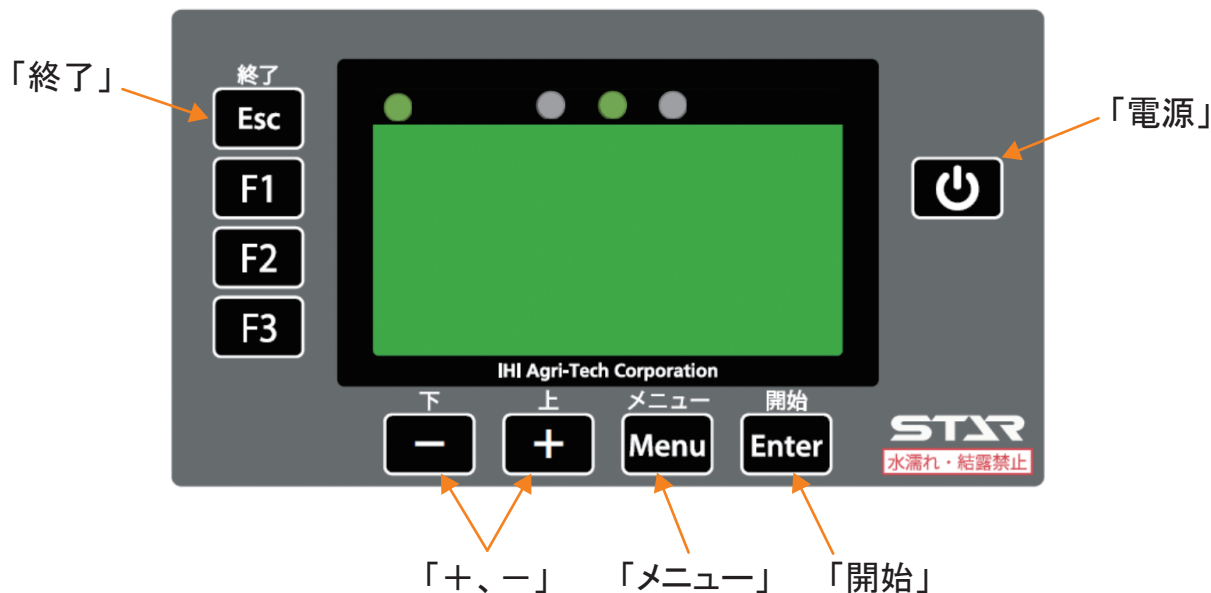 「終了」
終了
Esc
F1
F2
F3
「電源」
IHI Agri-Tech Corporation
下 上 メニュー 開始
− + Menu Enter
STAR
水濡れ・結露禁止
「＋、－」 「メニュー」 「開始」